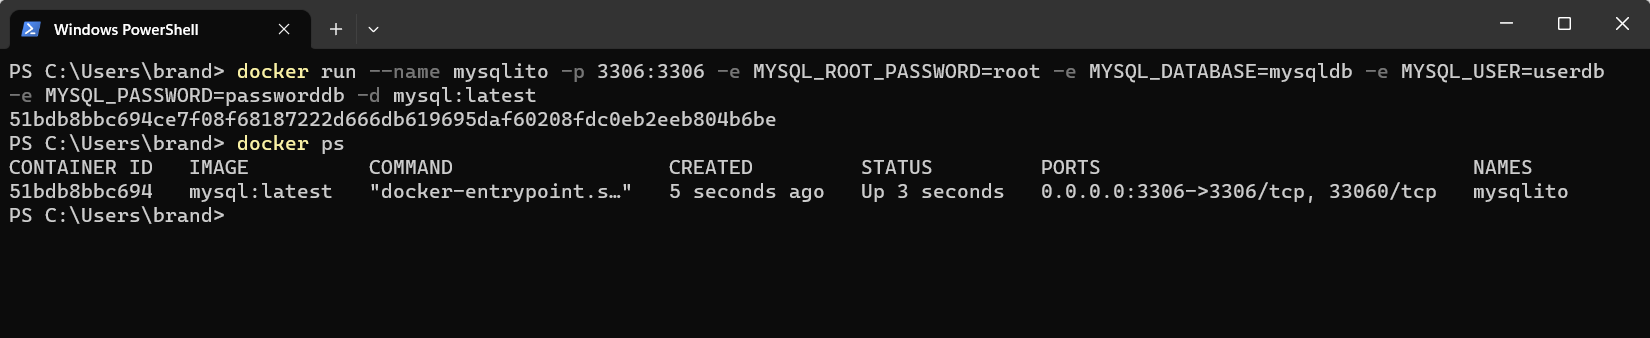 Windows PowerShell
PS C:\Users\brand> docker run --name mysqlito -p 3306:3306 -e MYSQL_ROOT_PASSWORD=root -e MYSQL_DATABASE=mysqldb -e MYSQL_USER=userdb
-e MYSQL_PASSWORD=passworddb -d mysql:latest
51bdb8bbc694ce7f08f68187222d666db619695daf60208fdc0eb2eeb804b6be
PS C:\Users\brand> docker ps
CONTAINER ID   IMAGE          COMMAND                  CREATED         STATUS         PORTS                               NAMES
51bdb8bbc694   mysql:latest   "docker-entrypoint.s…"   5 seconds ago   Up 3 seconds   0.0.0.0:3306->3306/tcp, 33060/tcp   mysqlito
PS C:\Users\brand>